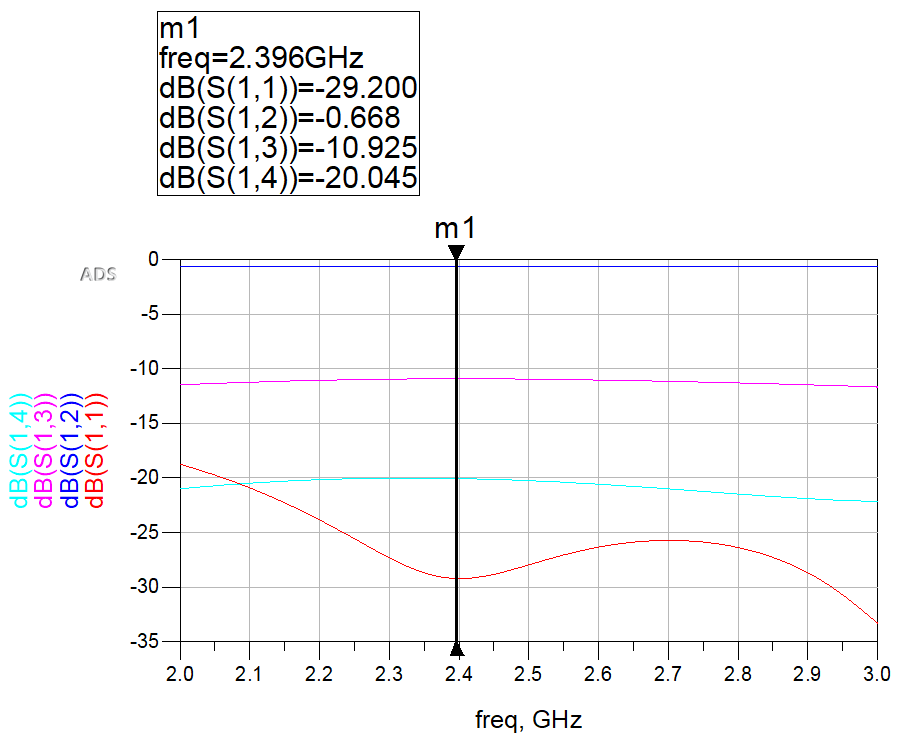 m1
freq=2.396GHz
dB(S(1,1))=-29.200
dB(S(1,2))=-0.668
dB(S(1,3))=-10.925
dB(S(1,4))=-20.045
m1
ADS
0
-5
-10
-15
-20
-25
-30
-35
dB(S(1,4))
dB(S(1,3))
dB(S(1,2))
dB(S(1,1))
2.0 2.1 2.2 2.3 2.4 2.5 2.6 2.7 2.8 2.9 3.0
freq, GHz